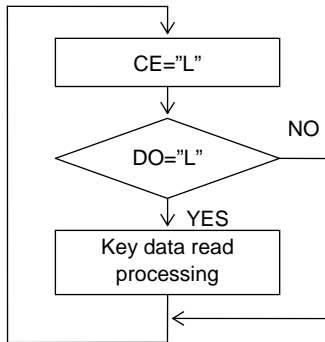 CE=”L”
NO
DO=”L”
YES
Key data read
processing